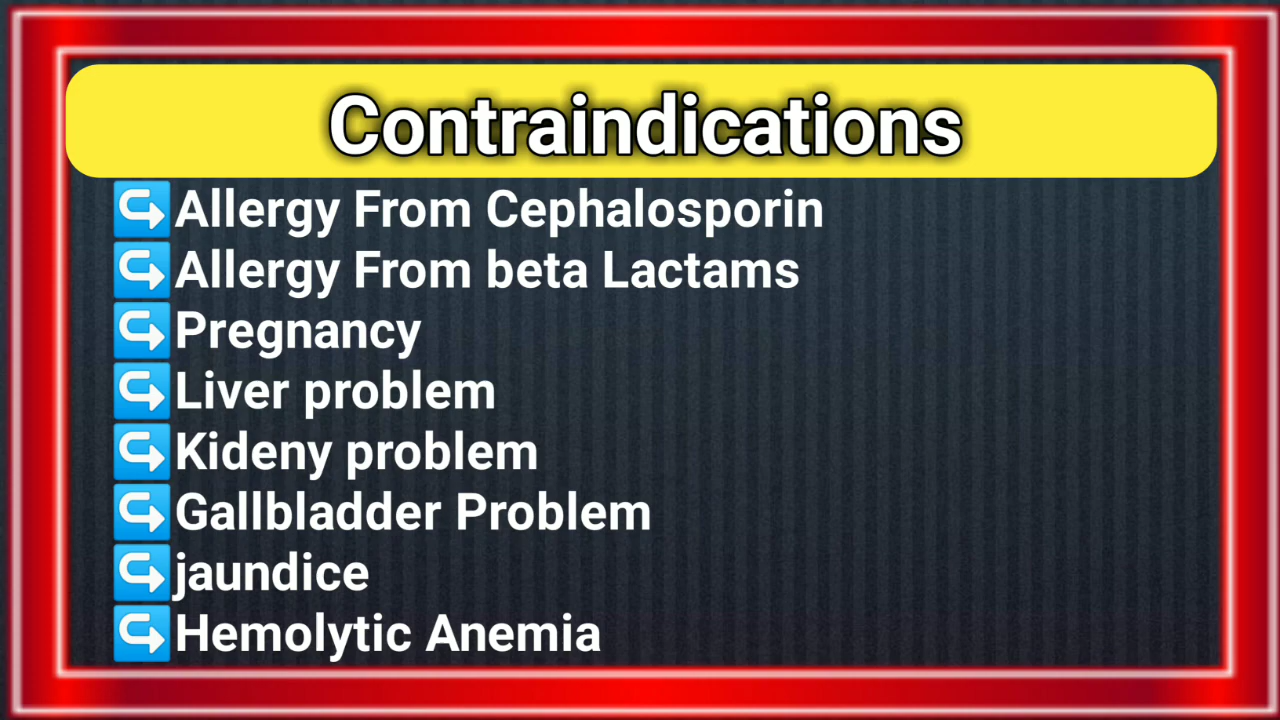 Contraindications
Allergy From Cephalosporin
Allergy From beta Lactams
Pregnancy
Liver problem
Kideny problem
Gallbladder Problem
jaundice
Hemolytic Anemia